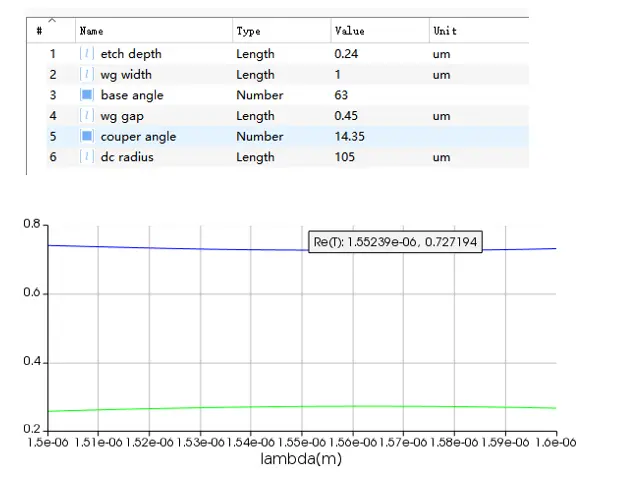 # Name Type Value Unit
1 etch depth Length 0.24 um
2 wg width Length 1 um
3 base angle Number 63
4 wg gap Length 0.45 um
5 couper angle Number 14.35
6 dc radius Length 105 um
0.8
Re(T): 1.55239e-06, 0.727194
0.6
0.4
0.2
1.5e-06 1.51e-06 1.52e-06 1.53e-06 1.54e-06 1.55e-06 1.56e-06 1.57e-06 1.58e-06 1.59e-06 1.6e-06
lambda(m)